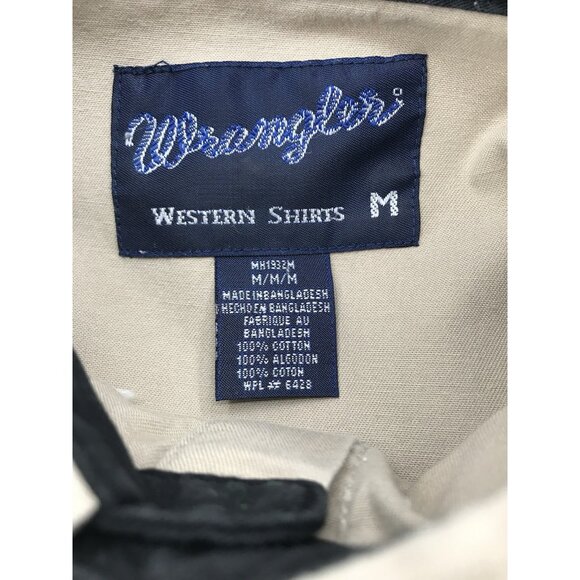 Wrangler
WESTERN SHIRTS M
MH1932M
M/M/M
MADE IN BANGLADESH
HECHO EN BANGLADESH
FABRIQUE AU
BANGLADESH
100% COTTON
100% ALGODON
100% COTON
WPL # 6428